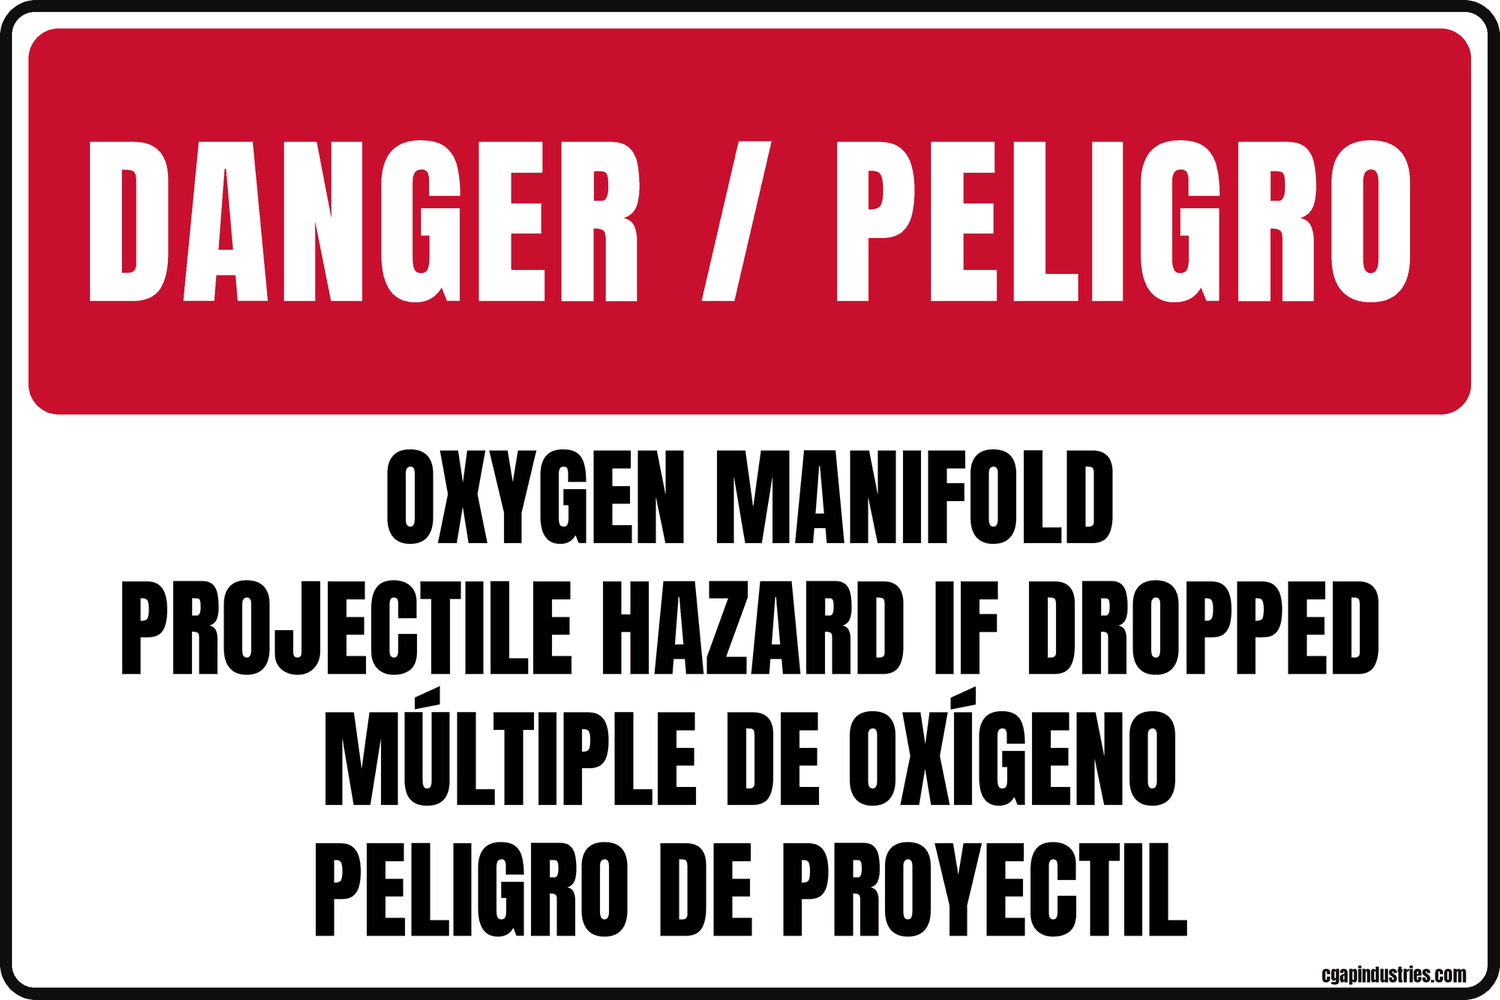 DANGER / PELIGRO
OXYGEN MANIFOLD
PROJECTILE HAZARD IF DROPPED
MÚLTIPLE DE OXÍGENO
PELIGRO DE PROYECTIL
cgapindustries.com